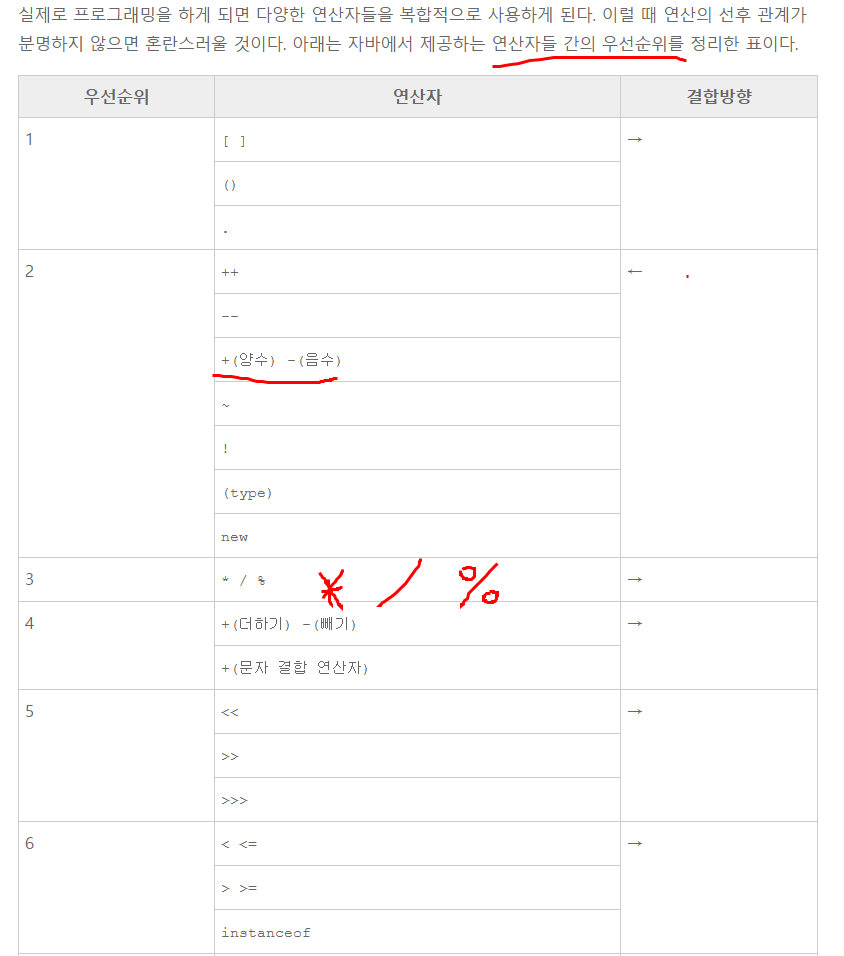 실제로 프로그래밍을 하게 되면 다양한 연산자들을 복합적으로 사용하게 된다. 이럴 때 연산의 선후 관계가
분명하지 않으면 혼란스러울 것이다. 아래는 자바에서 제공하는 연산자들 간의 우선순위를 정리한 표이다.
우선순위 연산자 결합방향
1 [ ] →
()
.
2 ++ ←
--
+(양수) -(음수)
~
!
(type)
new
3 * / % * / % →
4 +(더하기) -(빼기) →
+(문자 결합 연산자)
5 << →
>>
>>>
6 < <= →
> >=
instanceof